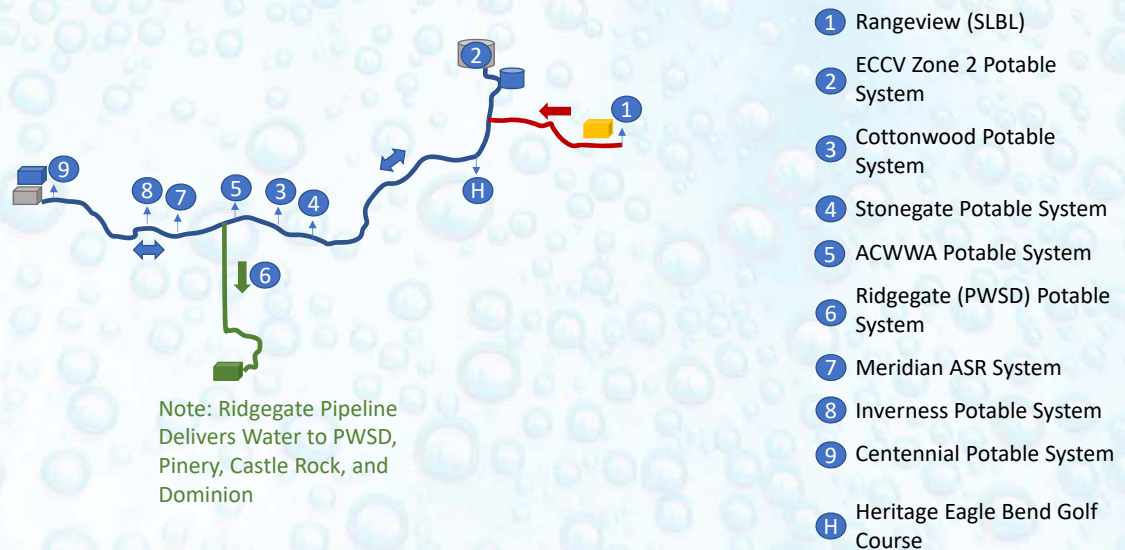 1 Rangeview (SLBL)
2 ECCV Zone 2 Potable
System
3 Cottonwood Potable
System
4 Stonegate Potable System
5 ACWWA Potable System
6 Ridgegate (PWSD) Potable
System
7 Meridian ASR System
8 Inverness Potable System
9 Centennial Potable System
H Heritage Eagle Bend Golf
Course
2
1
9
8
7
5
3
4
H
6
Note: Ridgegate Pipeline
Delivers Water to PWSD,
Pinery, Castle Rock, and
Dominion